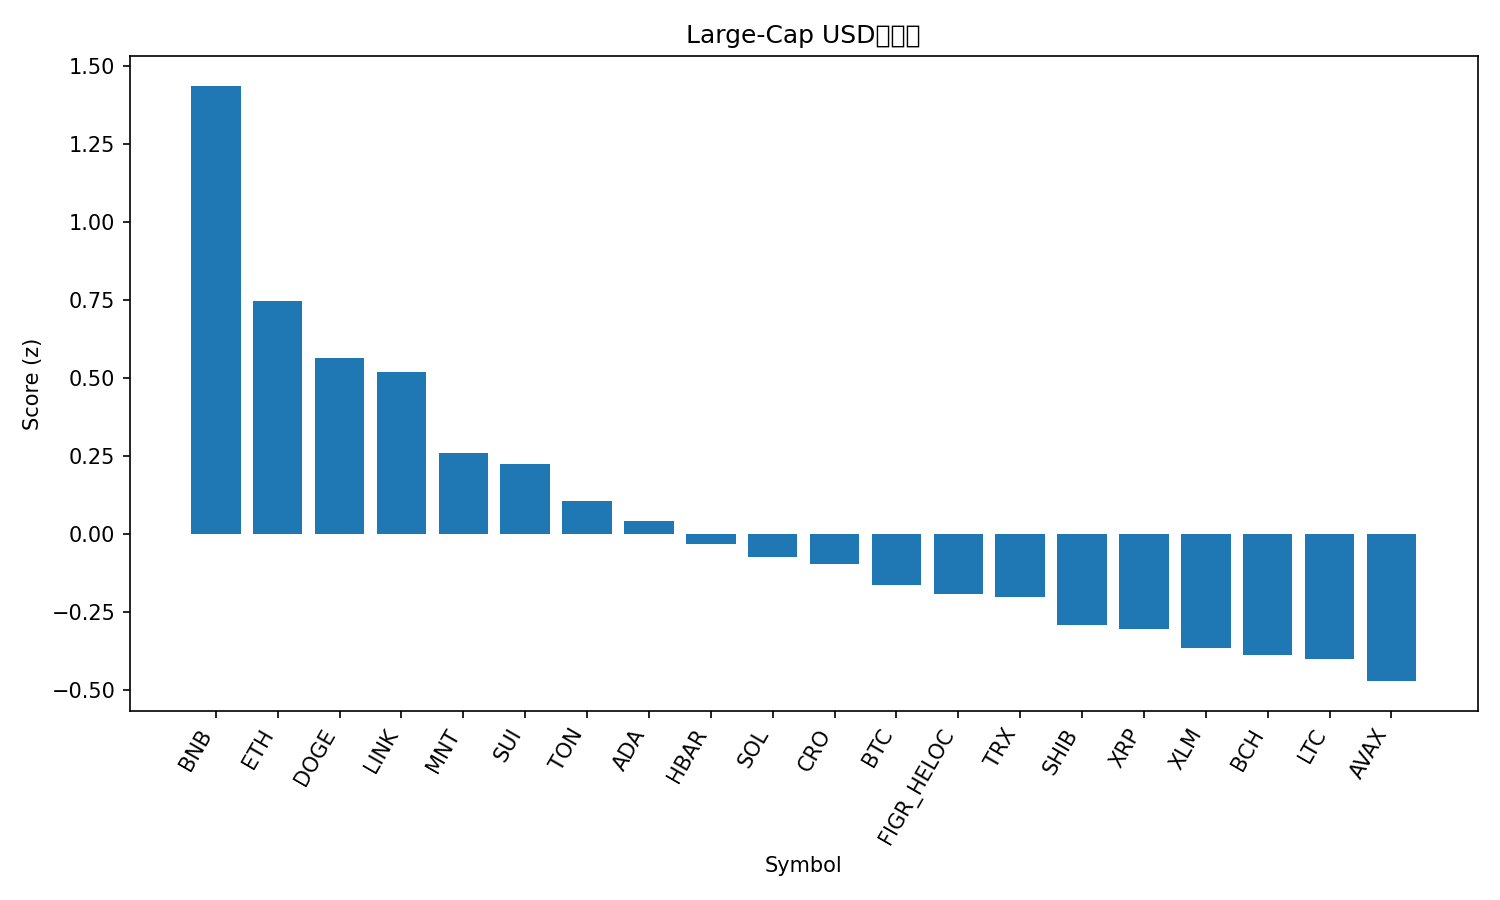 Large-Cap USD
1.50
1.25
1.00
0.75
0.50
0.25
0.00
−0.25
−0.50
Score (z)
BNB
ETH
DOGE
LINK
MNT
SUI
TON
ADA
HBAR
SOL
CRO
BTC
FIGR_HELOC
TRX
SHIB
XRP
XLM
BCH
LTC
AVAX
Symbol